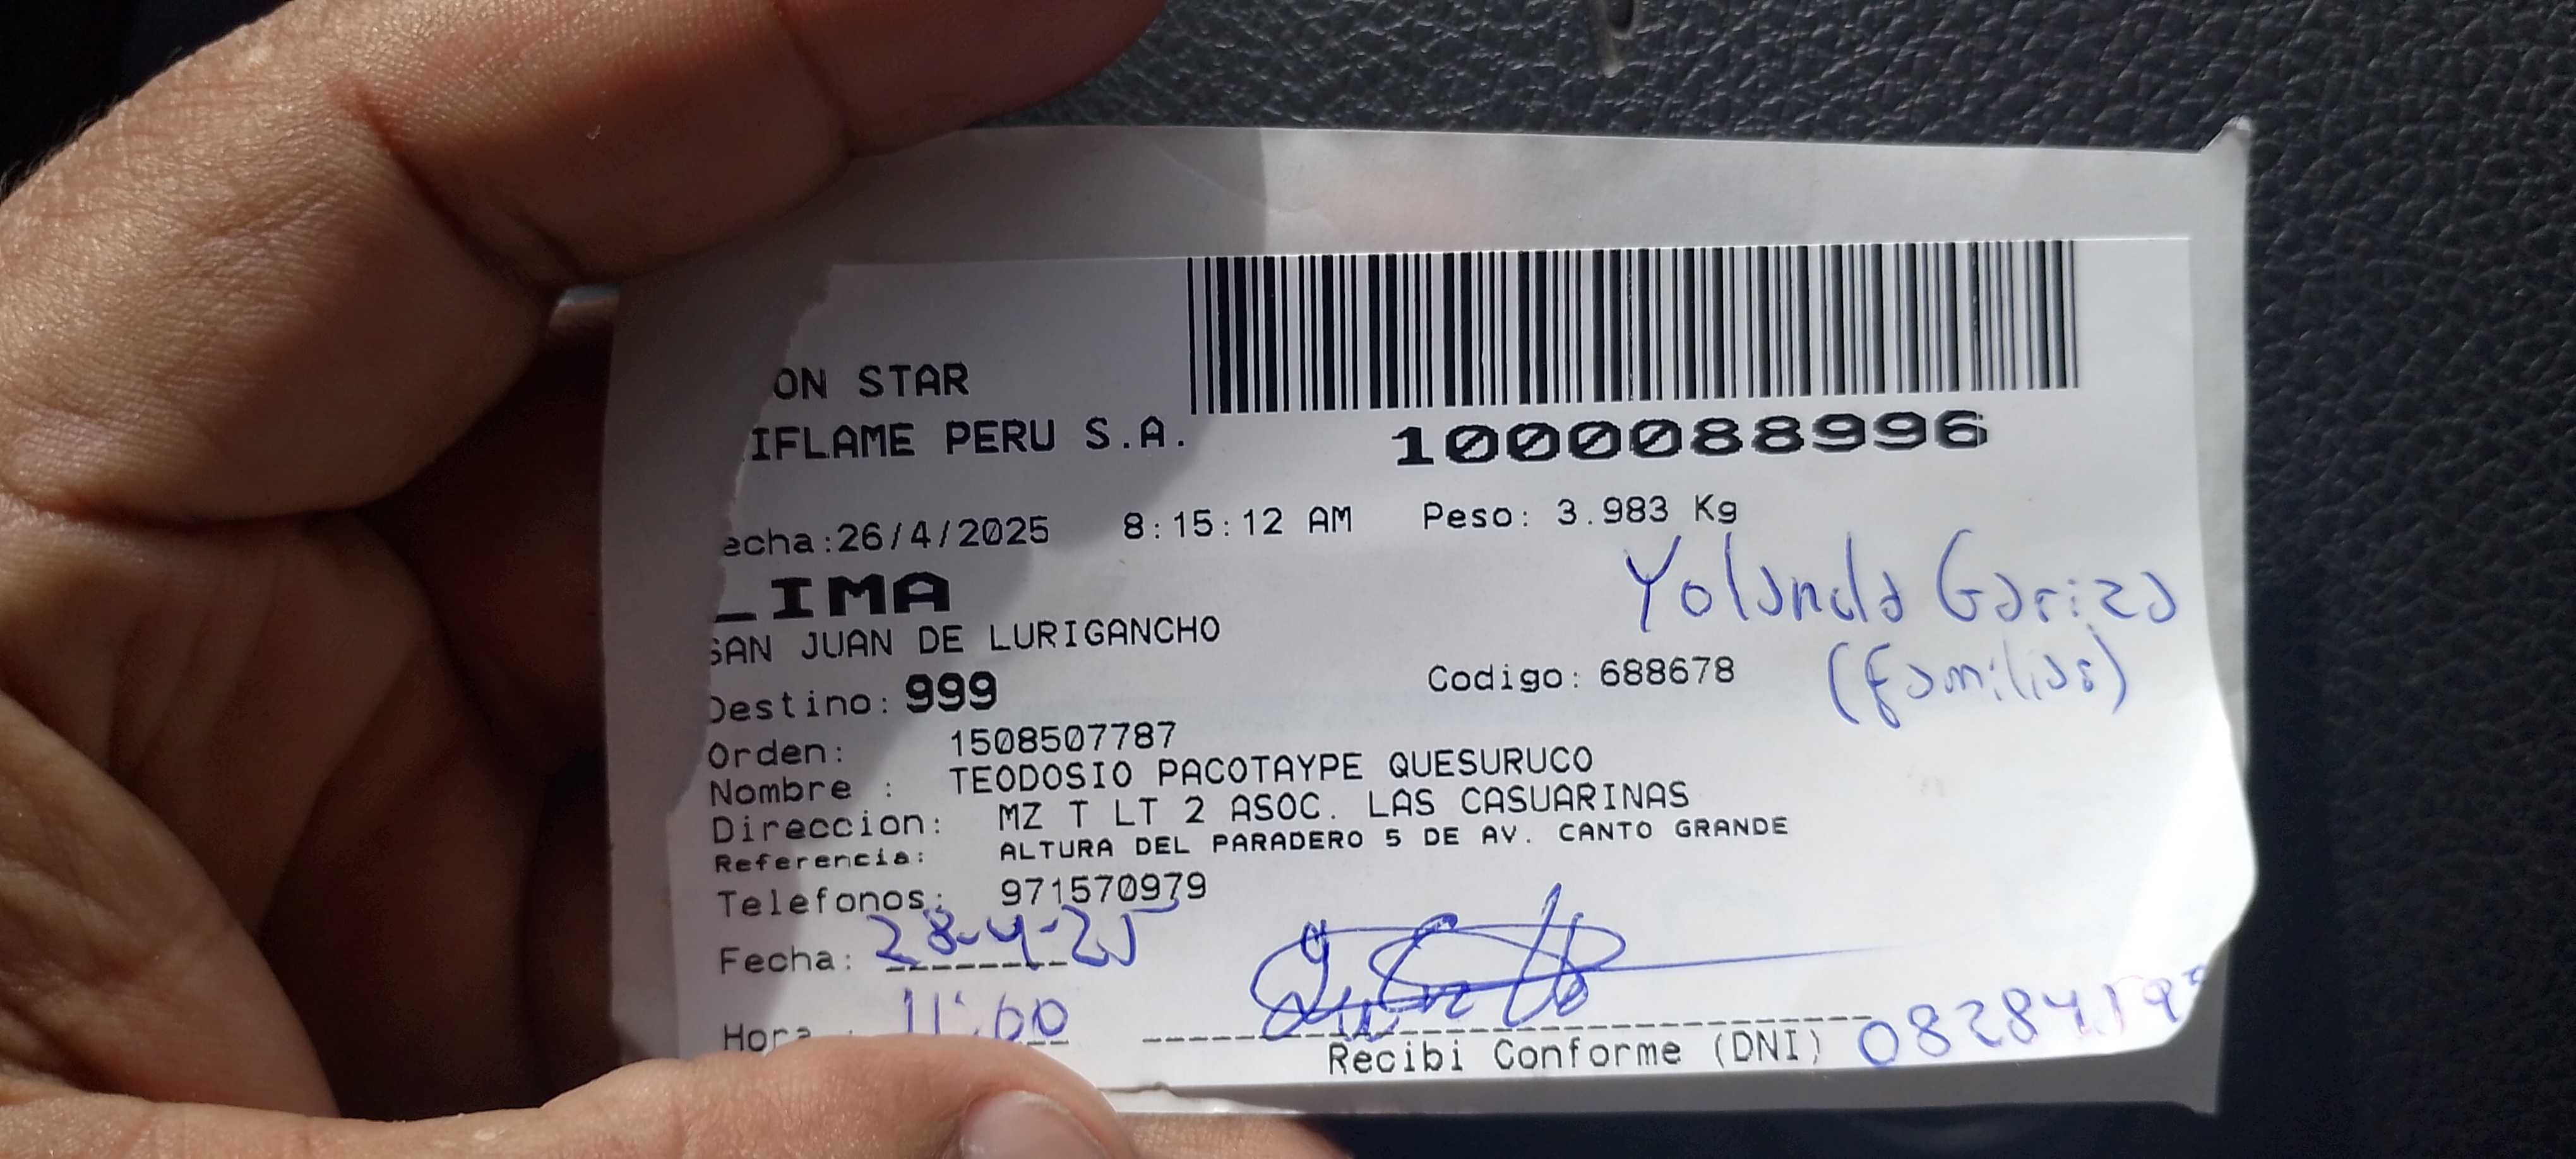 ON STAR
IFLAME PERU S.A.
1000088996
echa:26/4/2025 8:15:12 AM Peso: 3.983 Kg
LIMA
Yolanda Gariza
SAN JUAN DE LURIGANCHO
(familias)
Destino: 999 Codigo: 688678
Orden: 1508507787
Nombre : TEODOSIO PACOTAYPE QUESURUCO
Direccion: MZ T LT 2 ASOC. LAS CASUARINAS
Referencia: ALTURA DEL PARADERO 5 DE AV. CANTO GRANDE
Telefonos: 971570979
Fecha: 28-4-25
Hora : 11:00
Recibi Conforme (DNI)